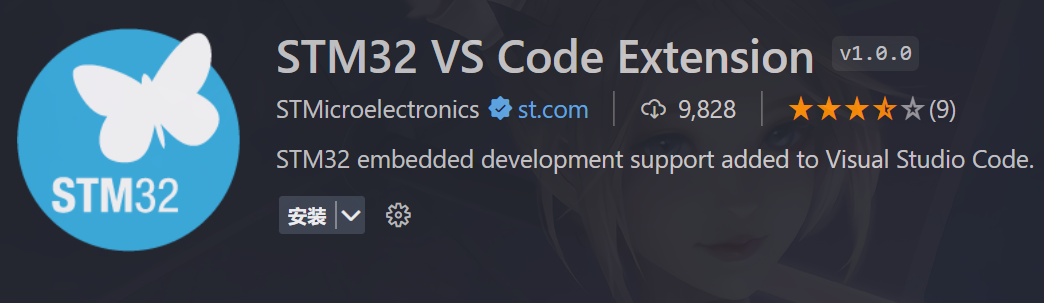 STM32
STM32 VS Code Extension v1.0.0
STMicroelectronics st.com 9,828 (9)
STM32 embedded development support added to Visual Studio Code.
安装